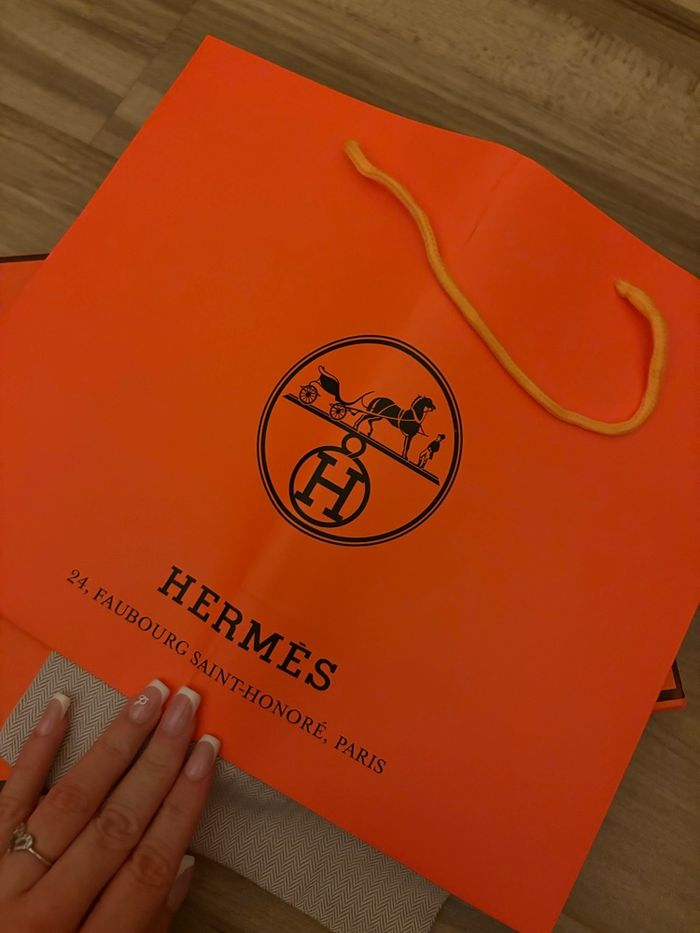 H
HERMÈS
24, FAUBOURG SAINT-HONORÉ, PARIS